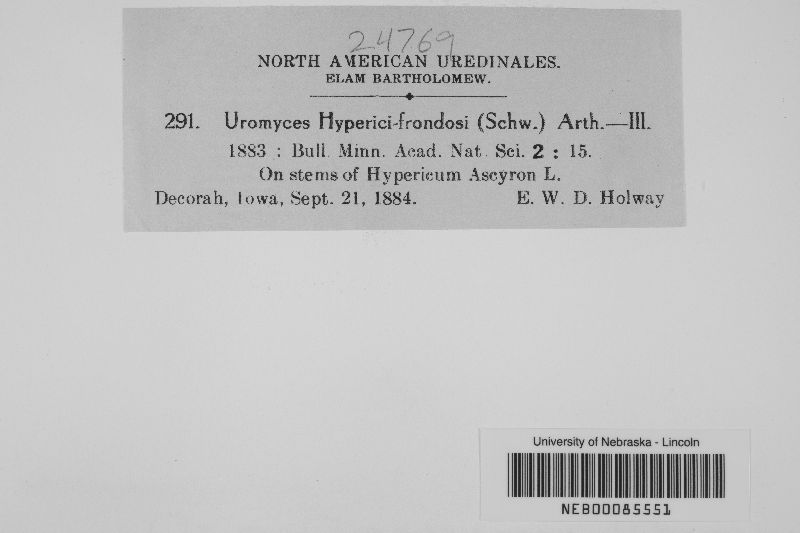 24769
NORTH AMERICAN UREDINALES.
ELAM BARTHOLOMEW.
291. Uromyces Hyperici-frondosi (Schw.) Arth.—III.
1883 : Bull. Minn. Acad. Nat. Sci. 2 : 15.
On stems of Hypericum Ascyron L.
Decorah, Iowa, Sept. 21, 1884. E. W. D. Holway
University of Nebraska - Lincoln
NEB00085551